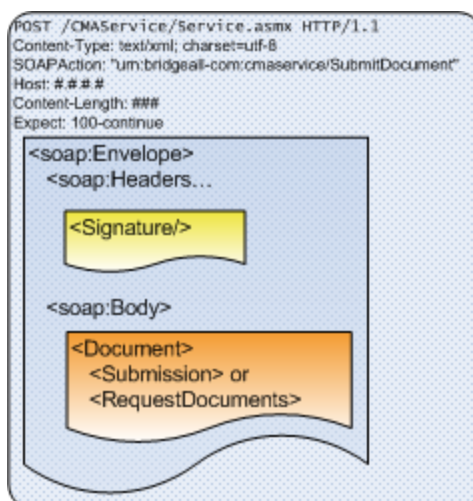 POST /CMAService/Service.asmx HTTP/1.1
Content-Type: text/xml; charset=utf-8
SOAPAction: "urn:bridgeall-com:cmaservice/SubmitDocument"
Host: #.#.#.#
Content-Length: ###
Expect: 100-continue
<soap:Envelope>
<soap:Headers...
<Signature/>
<soap:Body>
<Document>
<Submission> or
<RequestDocuments>